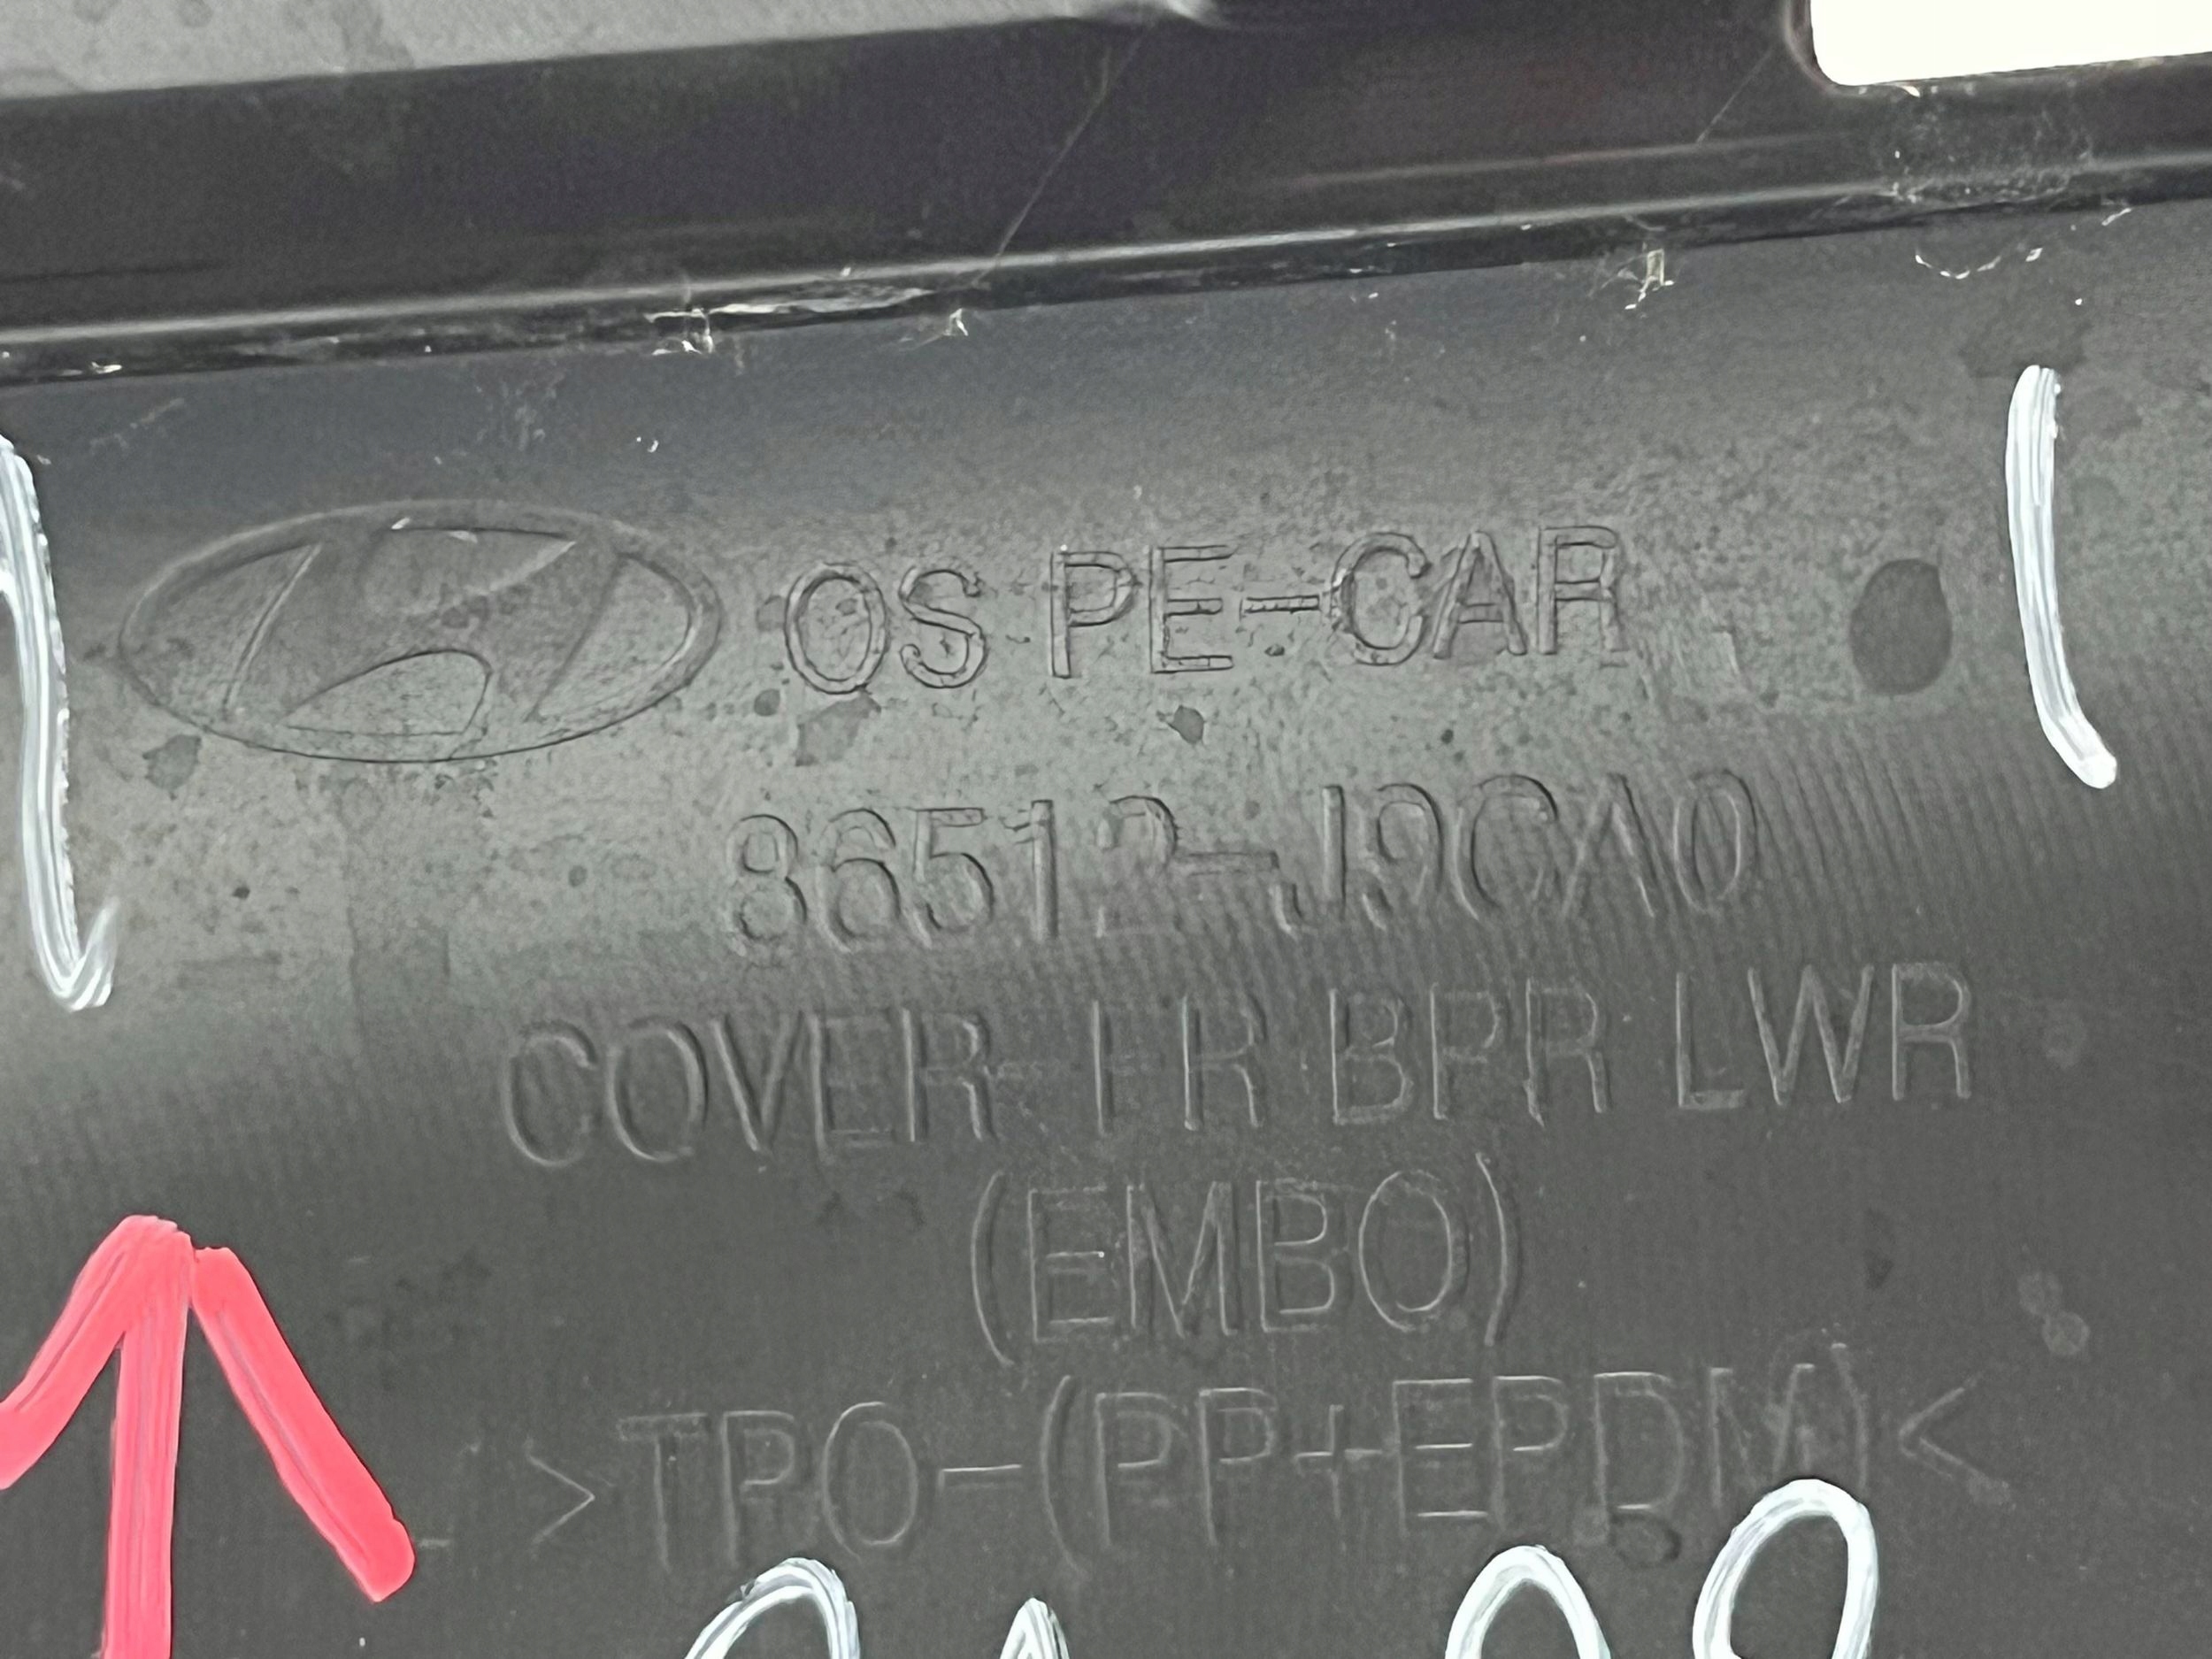 OS PE-CAR
86512-J9CA0
COVER-FR BPR LWR
(EMBO)
>TPO-(PP+EPDM)<